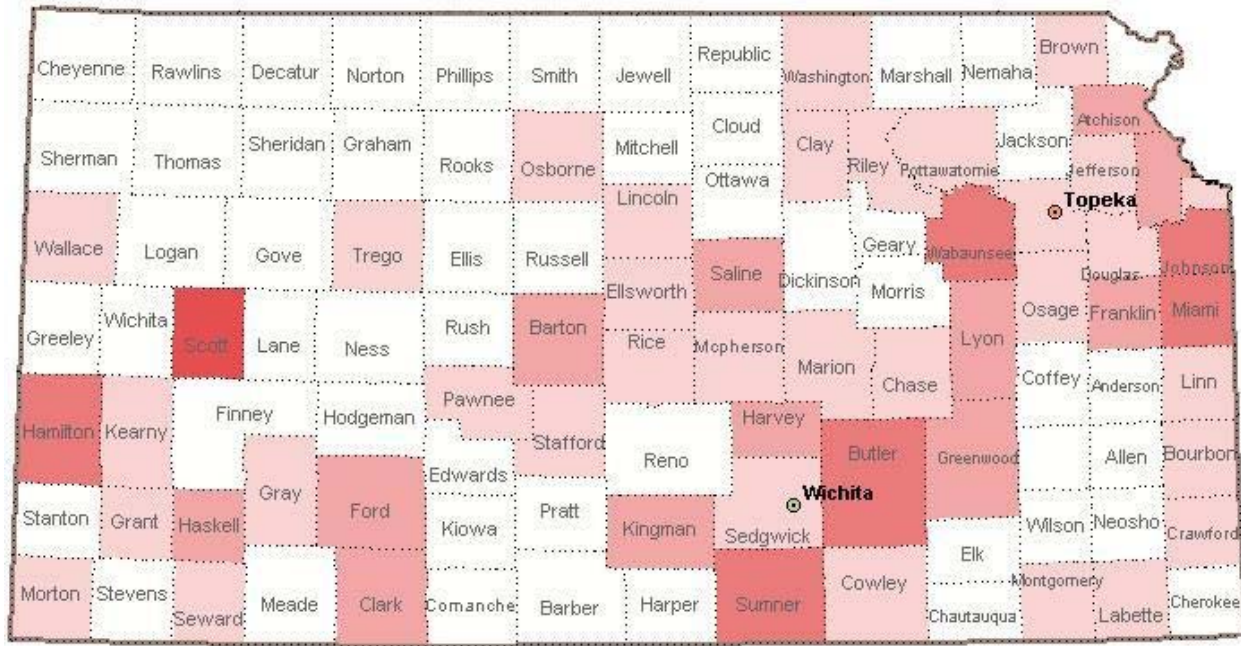 Cheyenne
Rawlins
Decatur
Norton
Phillips
Smith
Jewell
Republic
Washington
Marshall
Nemaha
Brown
Sherman
Thomas
Sheridan
Graham
Rooks
Osborne
Mitchell
Cloud
Clay
Riley
Pottawatomie
Jackson
Atchison
Jefferson
Ottawa
Lincoln
Topeka
Wallace
Logan
Gove
Trego
Ellis
Russell
Ellsworth
Saline
Dickinson
Geary
Morris
Wabaunsee
Douglas
Johnson
Greeley
Wichita
Scott
Lane
Ness
Rush
Barton
Rice
Mcpherson
Marion
Chase
Lyon
Osage
Franklin
Miami
Hamilton
Kearny
Finney
Hodgeman
Pawnee
Stafford
Reno
Harvey
Butler
Greenwood
Coffey
Anderson
Linn
Edwards
Wichita
Allen
Bourbon
Stanton
Grant
Haskell
Gray
Ford
Kiowa
Pratt
Kingman
Sedgwick
Elk
Wilson
Neosho
Crawford
Morton
Stevens
Seward
Meade
Clark
Comanche
Barber
Harper
Sumner
Cowley
Chautauqua
Montgomery
Labette
Cherokee